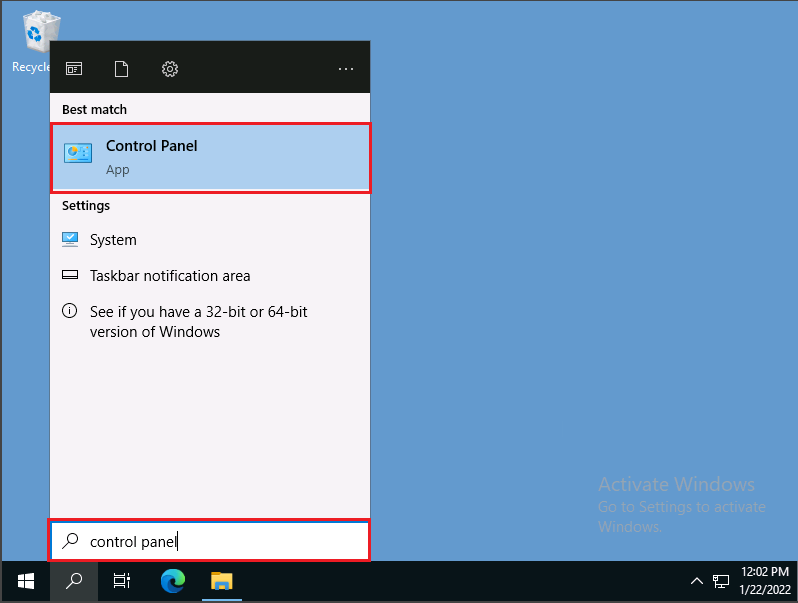 Recycle
Best match
Control Panel
App
Settings
System
Taskbar notification area
See if you have a 32-bit or 64-bit
version of Windows
Activate Windows
Go to Settings to activate
Windows.
control panel
12:02 PM
1/22/2022